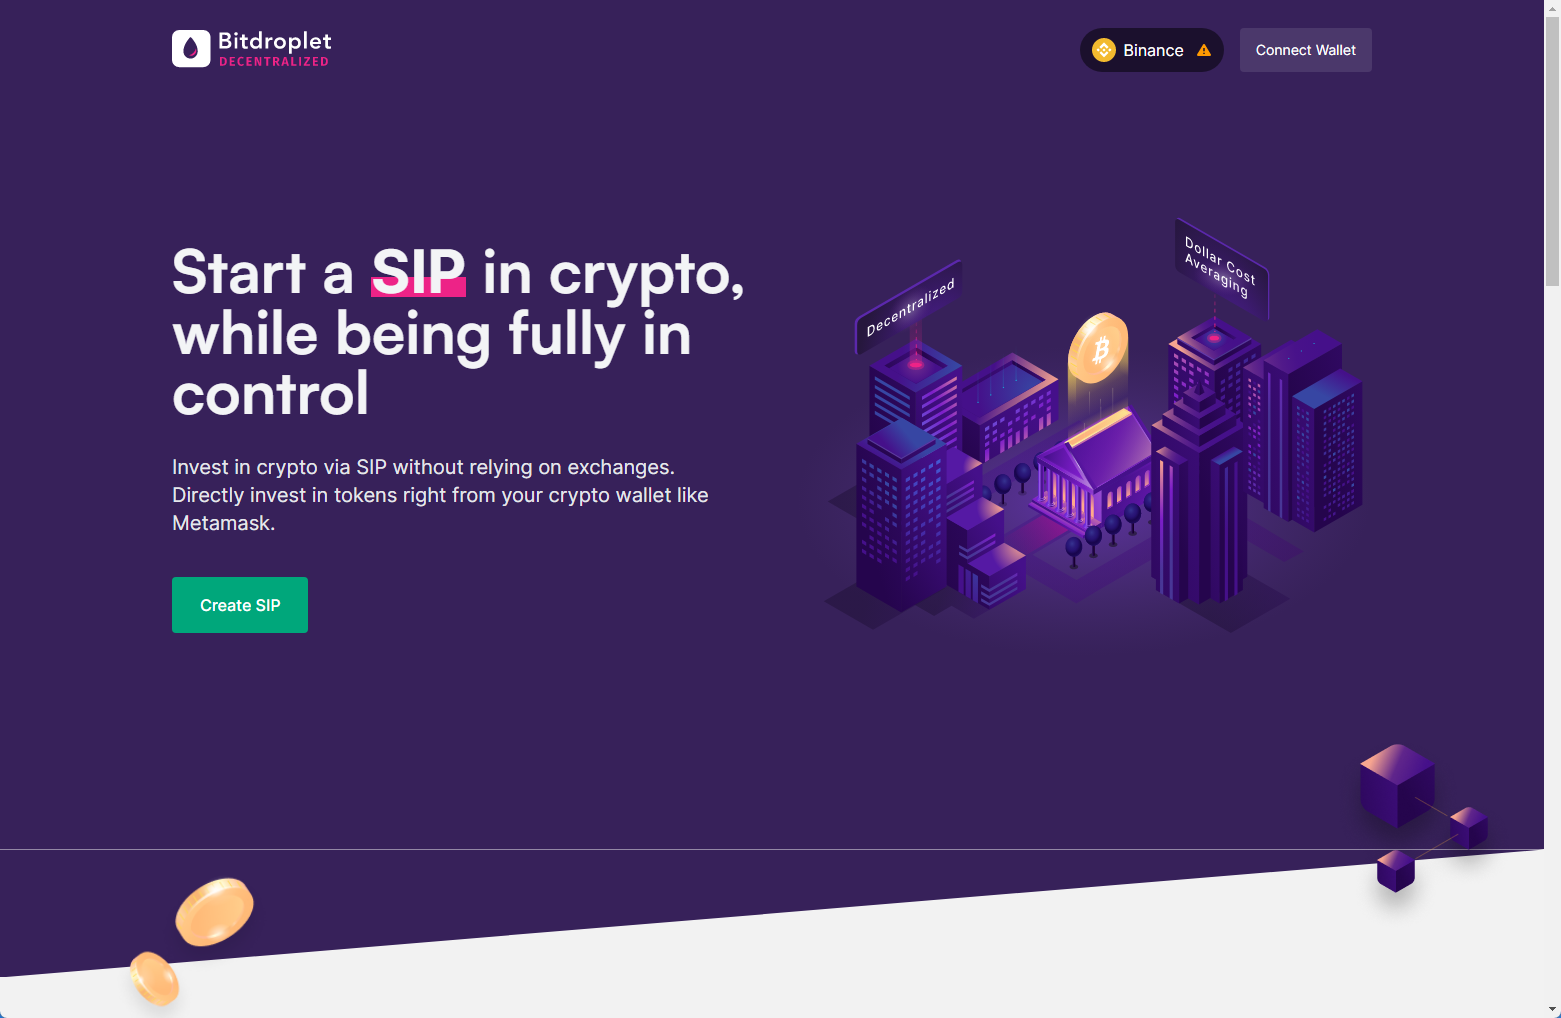 Bitdroplet
DECENTRALIZED
Binance
Connect Wallet
Start a SIP in crypto,
while being fully in
control
Invest in crypto via SIP without relying on exchanges.
Directly invest in tokens right from your crypto wallet like
Metamask.
Create SIP
Decentralized
Dollar Cost
Averaging